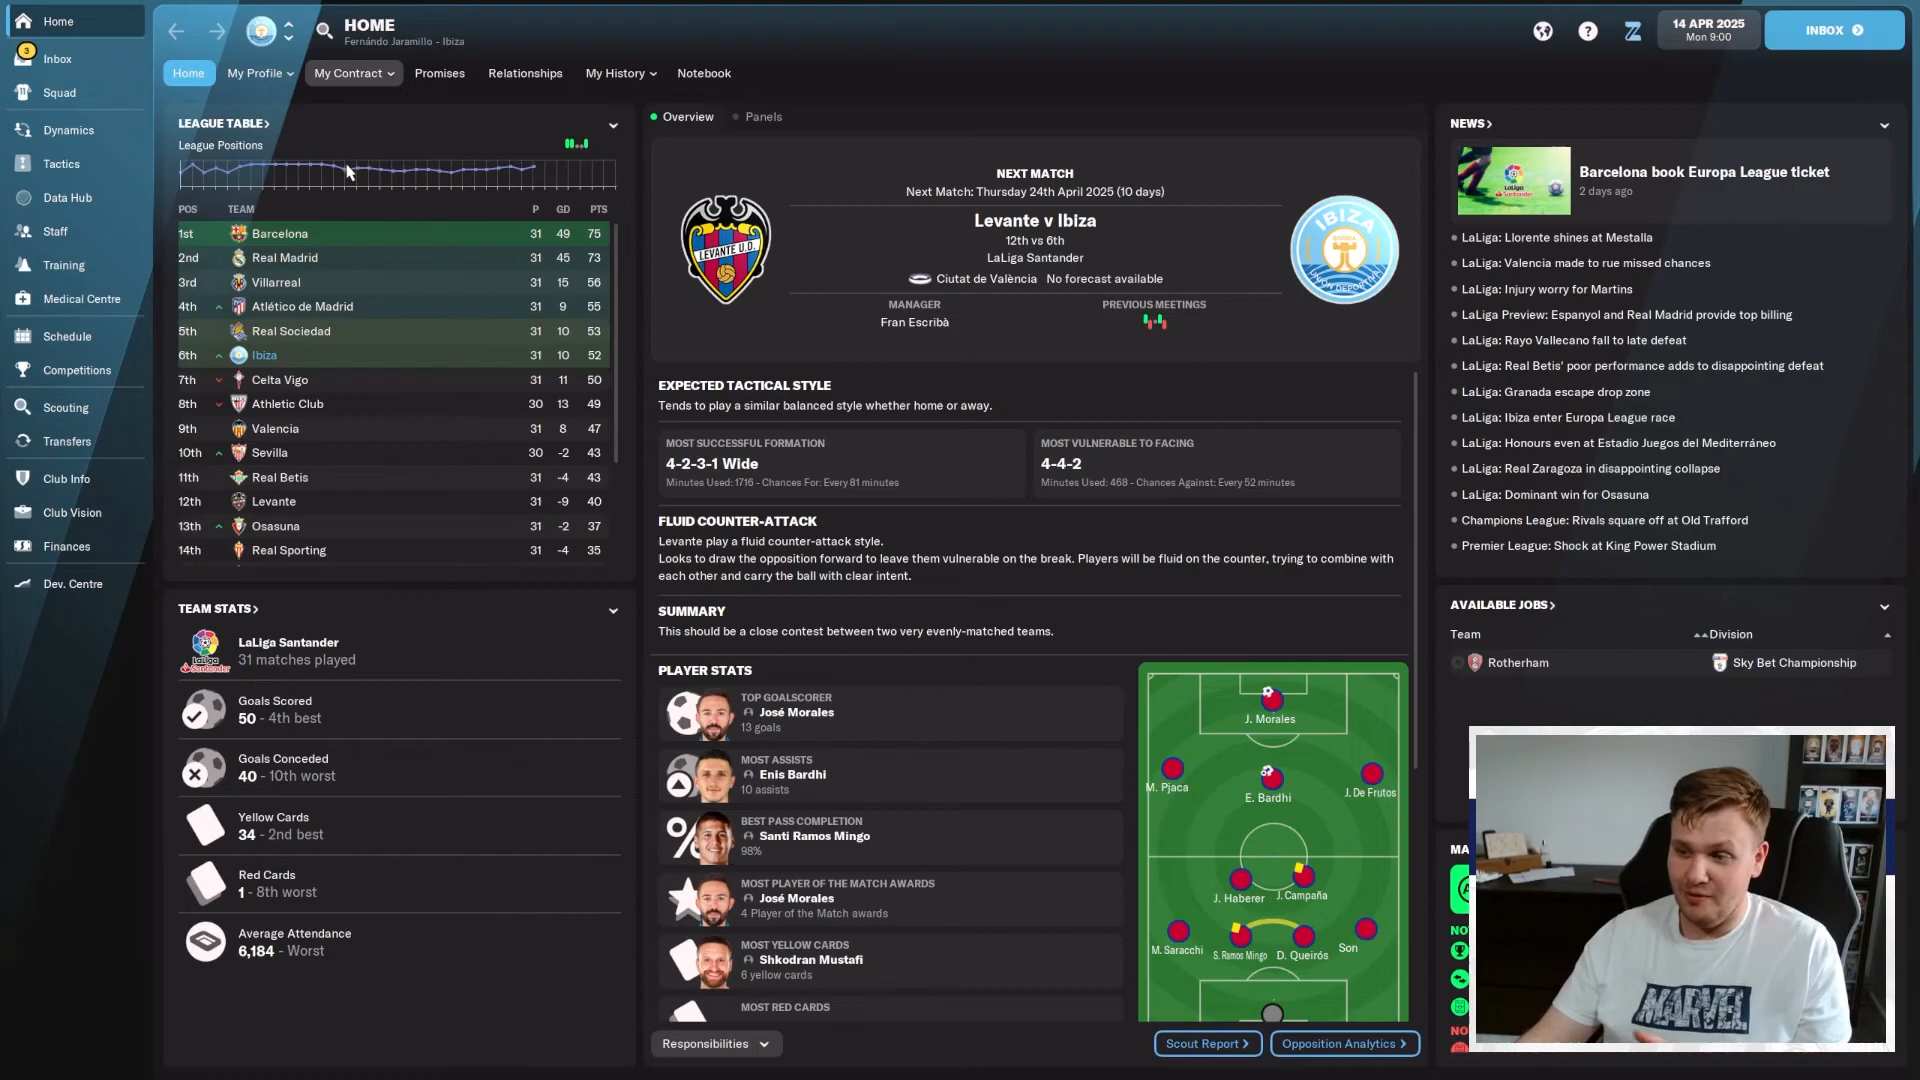 Home
3
Inbox
Squad
Dynamics
Tactics
Data Hub
Staff
Training
Medical Centre
Schedule
Competitions
Scouting
Transfers
Club Info
Club Vision
Finances
Dev. Centre
HOME
Fernándo Jaramillo - Ibiza
14 APR 2025
Mon 9:00
INBOX
Home
My Profile
My Contract
Promises
Relationships
My History
Notebook
LEAGUE TABLE
League Positions
POS TEAM P GD PTS
1st Barcelona 31 49 75
2nd Real Madrid 31 45 73
3rd Villarreal 31 15 56
4th Atlético de Madrid 31 9 55
5th Real Sociedad 31 10 53
6th Ibiza 31 10 52
7th Celta Vigo 31 11 50
8th Athletic Club 30 13 49
9th Valencia 31 8 47
10th Sevilla 30 -2 43
11th Real Betis 31 -4 43
12th Levante 31 -9 40
13th Osasuna 31 -2 37
14th Real Sporting 31 -4 35
TEAM STATS
LaLiga Santander
31 matches played
Goals Scored
50 - 4th best
Goals Conceded
40 - 10th worst
Yellow Cards
34 - 2nd best
Red Cards
1 - 8th worst
Average Attendance
6,184 - Worst
Overview
Panels
LEVANTE U.D.
NEXT MATCH
Next Match: Thursday 24th April 2025 (10 days)
Levante v Ibiza
12th vs 6th
LaLiga Santander
Ciutat de València No forecast available
MANAGER
Fran Escribà
PREVIOUS MEETINGS
IBIZA
UNION DEPORTIVA
EXPECTED TACTICAL STYLE
Tends to play a similar balanced style whether home or away.
MOST SUCCESSFUL FORMATION
4-2-3-1 Wide
Minutes Used: 1716 - Chances For: Every 81 minutes
MOST VULNERABLE TO FACING
4-4-2
Minutes Used: 468 - Chances Against: Every 52 minutes
FLUID COUNTER-ATTACK
Levante play a fluid counter-attack style.
Looks to draw the opposition forward to leave them vulnerable on the break. Players will be fluid on the counter, trying to combine with
each other and carry the ball with clear intent.
SUMMARY
This should be a close contest between two very evenly-matched teams.
PLAYER STATS
TOP GOALSCORER
José Morales
13 goals
MOST ASSISTS
Enis Bardhi
10 assists
BEST PASS COMPLETION
Santi Ramos Mingo
98%
MOST PLAYER OF THE MATCH AWARDS
José Morales
4 Player of the Match awards
MOST YELLOW CARDS
Shkodran Mustafi
6 yellow cards
MOST RED CARDS
J. Morales
M. Pjaca
E. Bardhi
J. De Frutos
J. Haberer
J. Campaña
M. Saracchi
S. Ramos Mingo
D. Queirós
Son
Responsibilities
Scout Report
Opposition Analytics
NEWS
Barcelona book Europa League ticket
2 days ago
LaLiga: Llorente shines at Mestalla
LaLiga: Valencia made to rue missed chances
LaLiga: Injury worry for Martins
LaLiga Preview: Espanyol and Real Madrid provide top billing
LaLiga: Rayo Vallecano fall to late defeat
LaLiga: Real Betis' poor performance adds to disappointing defeat
LaLiga: Granada escape drop zone
LaLiga: Ibiza enter Europa League race
LaLiga: Honours even at Estadio Juegos del Mediterráneo
LaLiga: Real Zaragoza in disappointing collapse
LaLiga: Dominant win for Osasuna
Champions League: Rivals square off at Old Trafford
Premier League: Shock at King Power Stadium
AVAILABLE JOBS
Team Division
Rotherham Sky Bet Championship
MA
NO
NO
MARVEL